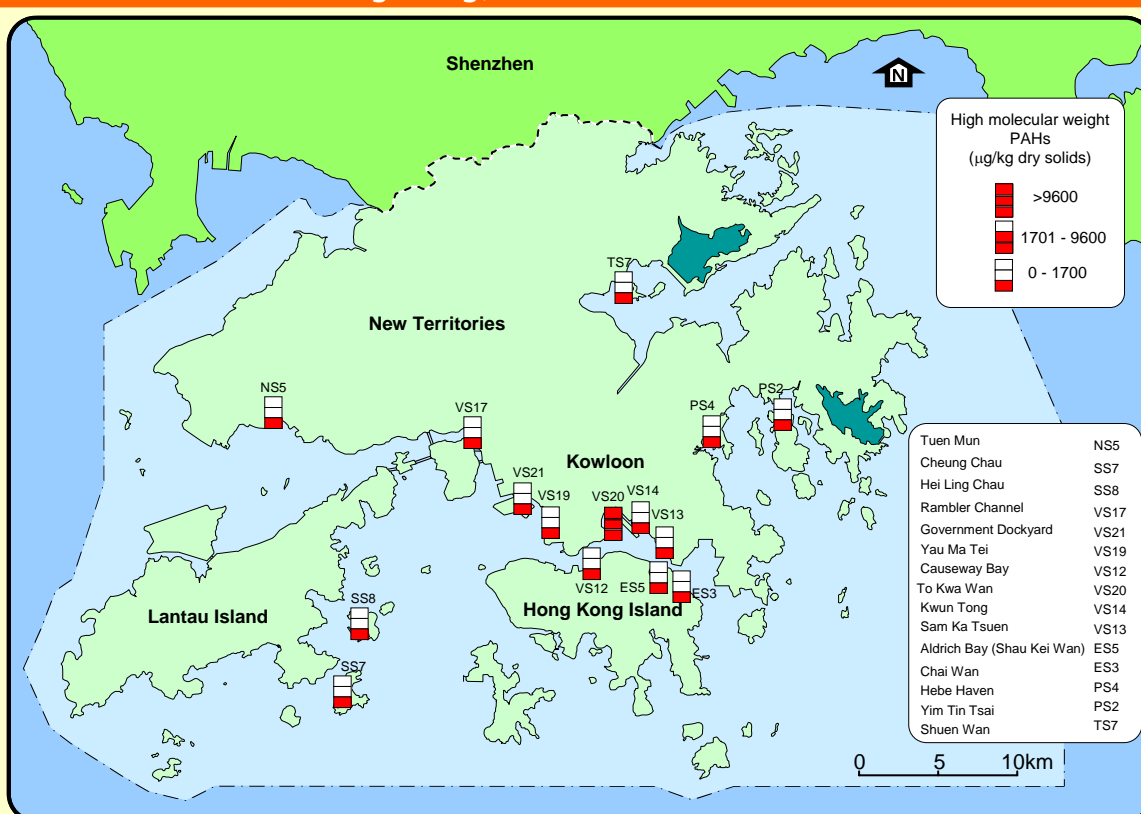 Shenzhen
N
High molecular weight
PAHs
(µg/kg dry solids)
>9600
1701 - 9600
0 - 1700
TS7
New Territories
NS5
VS17
PS4
PS2
Kowloon
VS21
VS19
VS20
VS14
VS13
VS12
ES5
ES3
Hong Kong Island
Lantau Island
SS8
SS7
Tuen Mun NS5
Cheung Chau SS7
Hei Ling Chau SS8
Rambler Channel VS17
Government Dockyard VS21
Yau Ma Tei VS19
Causeway Bay VS12
To Kwa Wan VS20
Kwun Tong VS14
Sam Ka Tsuen VS13
Aldrich Bay (Shau Kei Wan) ES5
Chai Wan ES3
Hebe Haven PS4
Yim Tin Tsai PS2
Shuen Wan TS7
0 5 10km